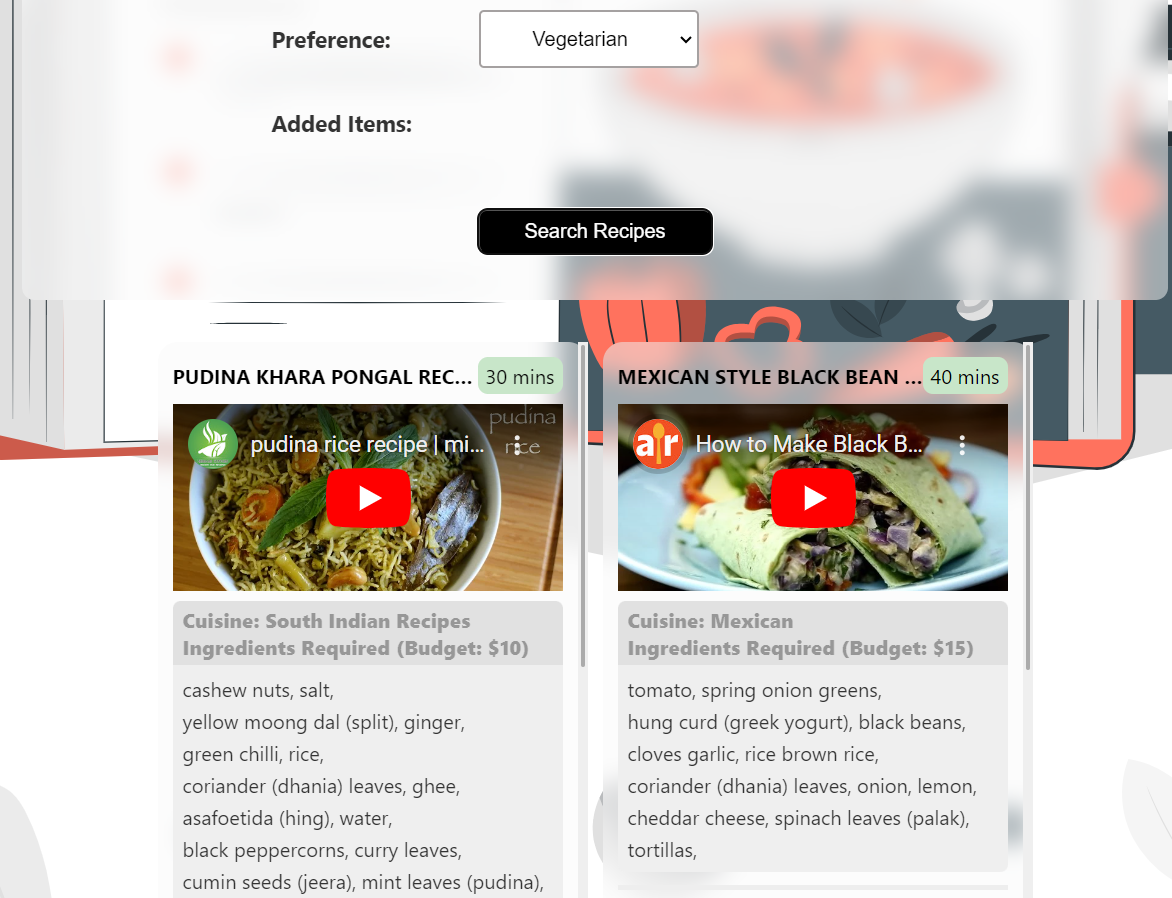 Preference:
Vegetarian
Added Items:
Search Recipes
PUDINA KHARA PONGAL REC...
30 mins
pudina rice
pudina rice recipe | mi...
Cuisine: South Indian Recipes
Ingredients Required (Budget: $10)
cashew nuts, salt,
yellow moong dal (split), ginger,
green chilli, rice,
coriander (dhania) leaves, ghee,
asafoetida (hing), water,
black peppercorns, curry leaves,
cumin seeds (jeera), mint leaves (pudina),
MEXICAN STYLE BLACK BEAN ...
40 mins
ar
How to Make Black B...
Cuisine: Mexican
Ingredients Required (Budget: $15)
tomato, spring onion greens,
hung curd (greek yogurt), black beans,
cloves garlic, rice brown rice,
coriander (dhania) leaves, onion, lemon,
cheddar cheese, spinach leaves (palak),
tortillas,